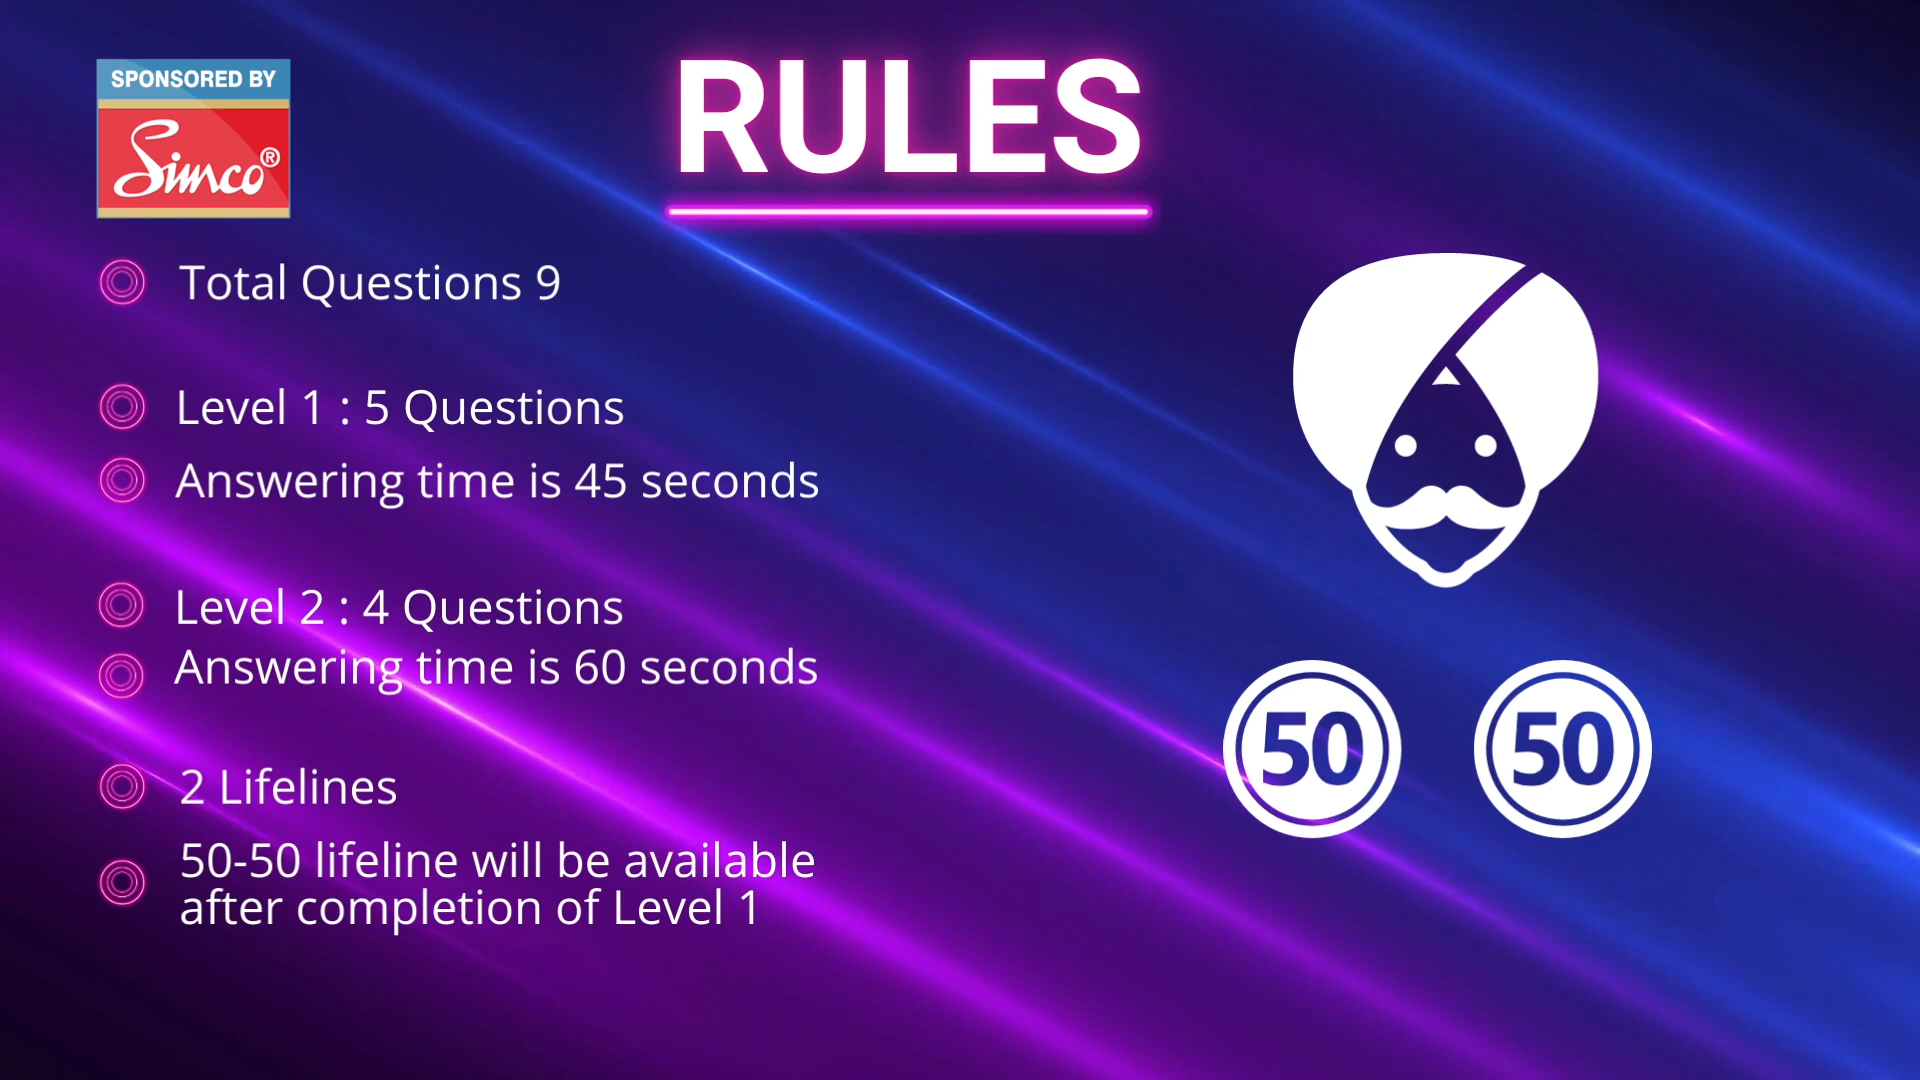 SPONSORED BY
Simco®
RULES
Total Questions 9
Level 1 : 5 Questions
Answering time is 45 seconds
Level 2 : 4 Questions
Answering time is 60 seconds
2 Lifelines
50-50 lifeline will be available
after completion of Level 1
50 50